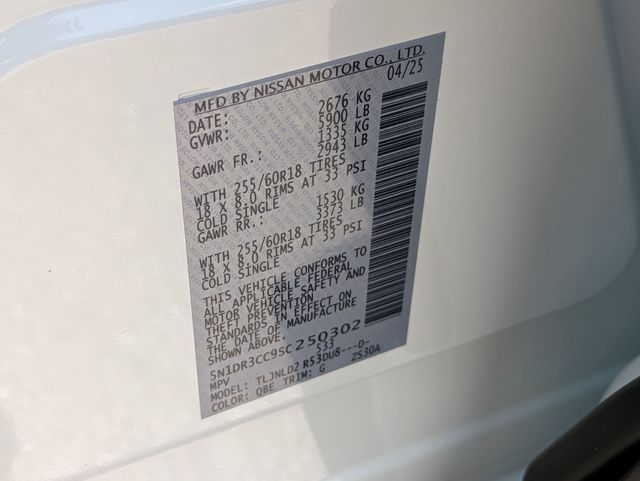 MFD BY NISSAN MOTOR CO., LTD.
DATE: 04/25
GVWR: 2676 KG
5900 LB
GAWR FR.: 1335 KG
2943 LB
WITH 255/60R18 TIRES
18 X 8.0 RIMS AT 33 PSI
COLD SINGLE
GAWR RR.: 1530 KG
3373 LB
WITH 255/60R18 TIRES
18 X 8.0 RIMS AT 33 PSI
COLD SINGLE
THIS VEHICLE CONFORMS TO
ALL APPLICABLE FEDERAL
MOTOR VEHICLE SAFETY AND
THEFT PREVENTION
STANDARDS IN EFFECT ON
THE DATE OF MANUFACTURE
SHOWN ABOVE.
5N1DR3CC9SC250302
MPV 533
MODEL: TLJNLD2 R53DU8---D-
COLOR: QBE TRIM: G Z530A